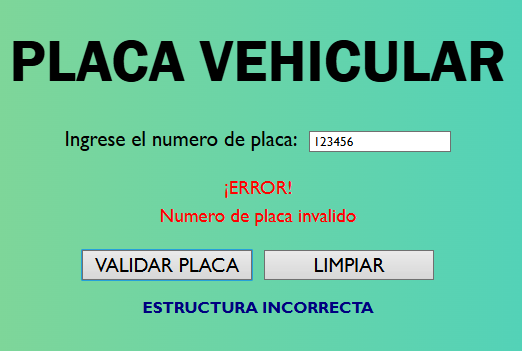 PLACA VEHICULAR
Ingrese el numero de placa: 123456
¡ERROR!
Numero de placa invalido
VALIDAR PLACA LIMPIAR
ESTRUCTURA INCORRECTA